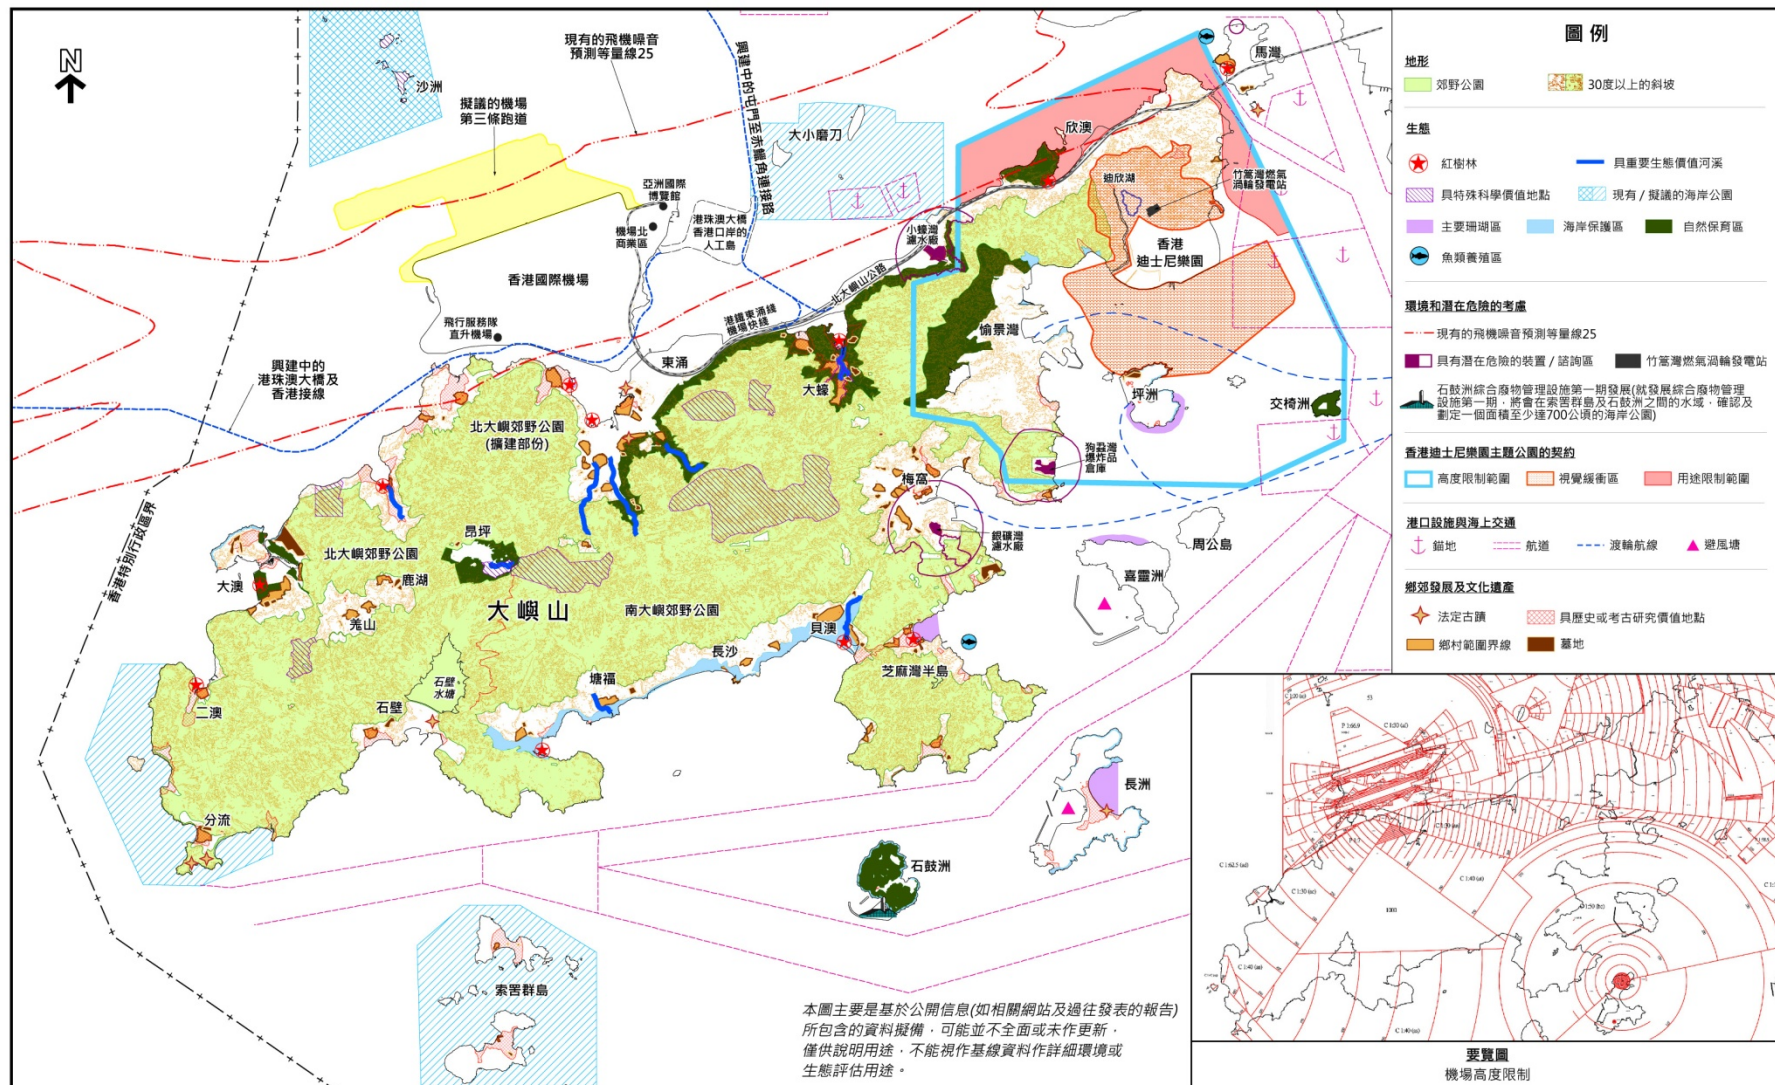 N
現有的飛機噪音
預測等量線25
沙洲
擬議的機場
第三條跑道
興建中的屯門至赤鱲角連接路
大小磨刀
欣澳
馬灣
迪欣湖
竹篙灣燃氣
渦輪發電站
亞洲國際
博覽館
機場北
商業區
港珠澳大橋
香港口岸的
人工島
小蠔灣
濾水廠
香港
迪士尼樂園
香港國際機場
北大嶼山公路
港鐵東涌綫
機場快綫
飛行服務隊
直升機場
東涌
愉景灣
大蠔
坪洲
交椅洲
興建中的
港珠澳大橋及
香港接線
北大嶼郊野公園
(擴建部份)
狗蝨灣
爆炸品
倉庫
梅窩
銀礦灣
濾水廠
周公島
喜靈洲
香港特別行政區界
昂坪
北大嶼郊野公園
大澳
鹿湖
羗山
大嶼山
南大嶼郊野公園
貝澳
長沙
芝麻灣半島
塘福
石壁
水塘
石壁
二澳
分流
長洲
石鼓洲
索罟群島
本圖主要是基於公開信息(如相關網站及過往發表的報告)
所包含的資料擬備，可能並不全面或未作更新，
僅供說明用途，不能視作基線資料作詳細環境或
生態評估用途。
圖例
地形
郊野公園
30度以上的斜坡
生態
紅樹林
具重要生態價值河溪
具特殊科學價值地點
現有 / 擬議的海岸公園
主要珊瑚區
海岸保護區
自然保育區
魚類養殖區
環境和潛在危險的考慮
現有的飛機噪音預測等量線25
具有潛在危險的裝置 / 諮詢區
竹篙灣燃氣渦輪發電站
石鼓洲綜合廢物管理設施第一期發展(就發展綜合廢物管理
設施第一期，將會在索罟群島及石鼓洲之間的水域，確認及
劃定一個面積至少達700公頃的海岸公園)
香港迪士尼樂園主題公園的契約
高度限制範圍
視覺緩衝區
用途限制範圍
港口設施與海上交通
錨地
航道
渡輪航線
避風塘
鄉郊發展及文化遺產
法定古蹟
具歷史或考古研究價值地點
鄉村範圍界線
墓地
要覽圖
機場高度限制